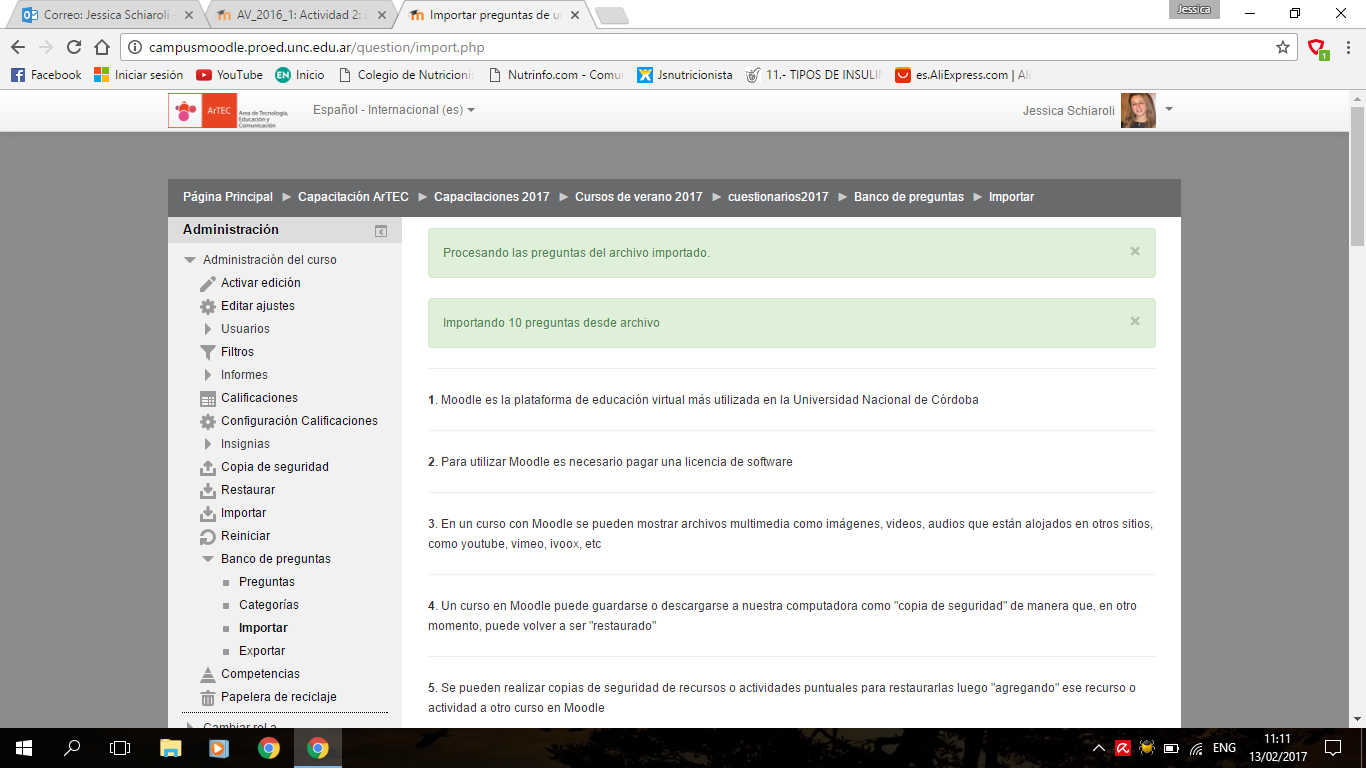 Correo: Jessica Schiaroli -
AV_2016_1: Actividad 2: i
Importar preguntas de u
Jessica
campusmoodle.proed.unc.edu.ar/question/import.php
Facebook
Iniciar sesión
YouTube
EN Inicio
Colegio de Nutricionis
Nutrinfo.com - Comu
Jsnutricionista
11.- TIPOS DE INSULI
es.AliExpress.com | Al
1
ArTEC
Area de Tecnología,
Educación y
Comunicación
Español - Internacional (es)
Jessica Schiaroli
Página Principal ► Capacitación ArTEC ► Capacitaciones 2017 ► Cursos de verano 2017 ► cuestionarios2017 ► Banco de preguntas ► Importar
Administración
Administración del curso
Activar edición
Editar ajustes
Usuarios
Filtros
Informes
Calificaciones
Configuración Calificaciones
Insignias
Copia de seguridad
Restaurar
Importar
Reiniciar
Banco de preguntas
Preguntas
Categorías
Importar
Exportar
Competencias
Papelera de reciclaje
Cambiar rol a
Procesando las preguntas del archivo importado. ×
Importando 10 preguntas desde archivo ×
1. Moodle es la plataforma de educación virtual más utilizada en la Universidad Nacional de Córdoba
2. Para utilizar Moodle es necesario pagar una licencia de software
3. En un curso con Moodle se pueden mostrar archivos multimedia como imágenes, videos, audios que están alojados en otros sitios,
como youtube, vimeo, ivoox, etc
4. Un curso en Moodle puede guardarse o descargarse a nuestra computadora como "copia de seguridad" de manera que, en otro
momento, puede volver a ser "restaurado"
5. Se pueden realizar copias de seguridad de recursos o actividades puntuales para restaurarlas luego "agregando" ese recurso o
actividad a otro curso en Moodle
ENG
11:11
13/02/2017